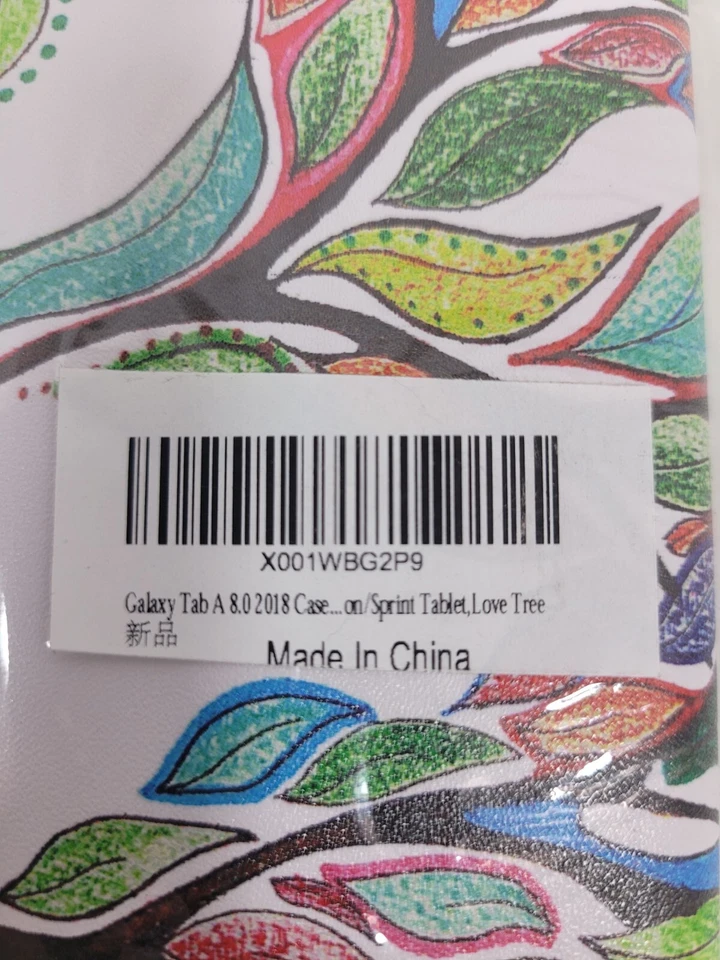 X001WBG2P9
Galaxy Tab A 8.0 2018 Case...on/Sprint Tablet,Love Tree
新品
Made In China